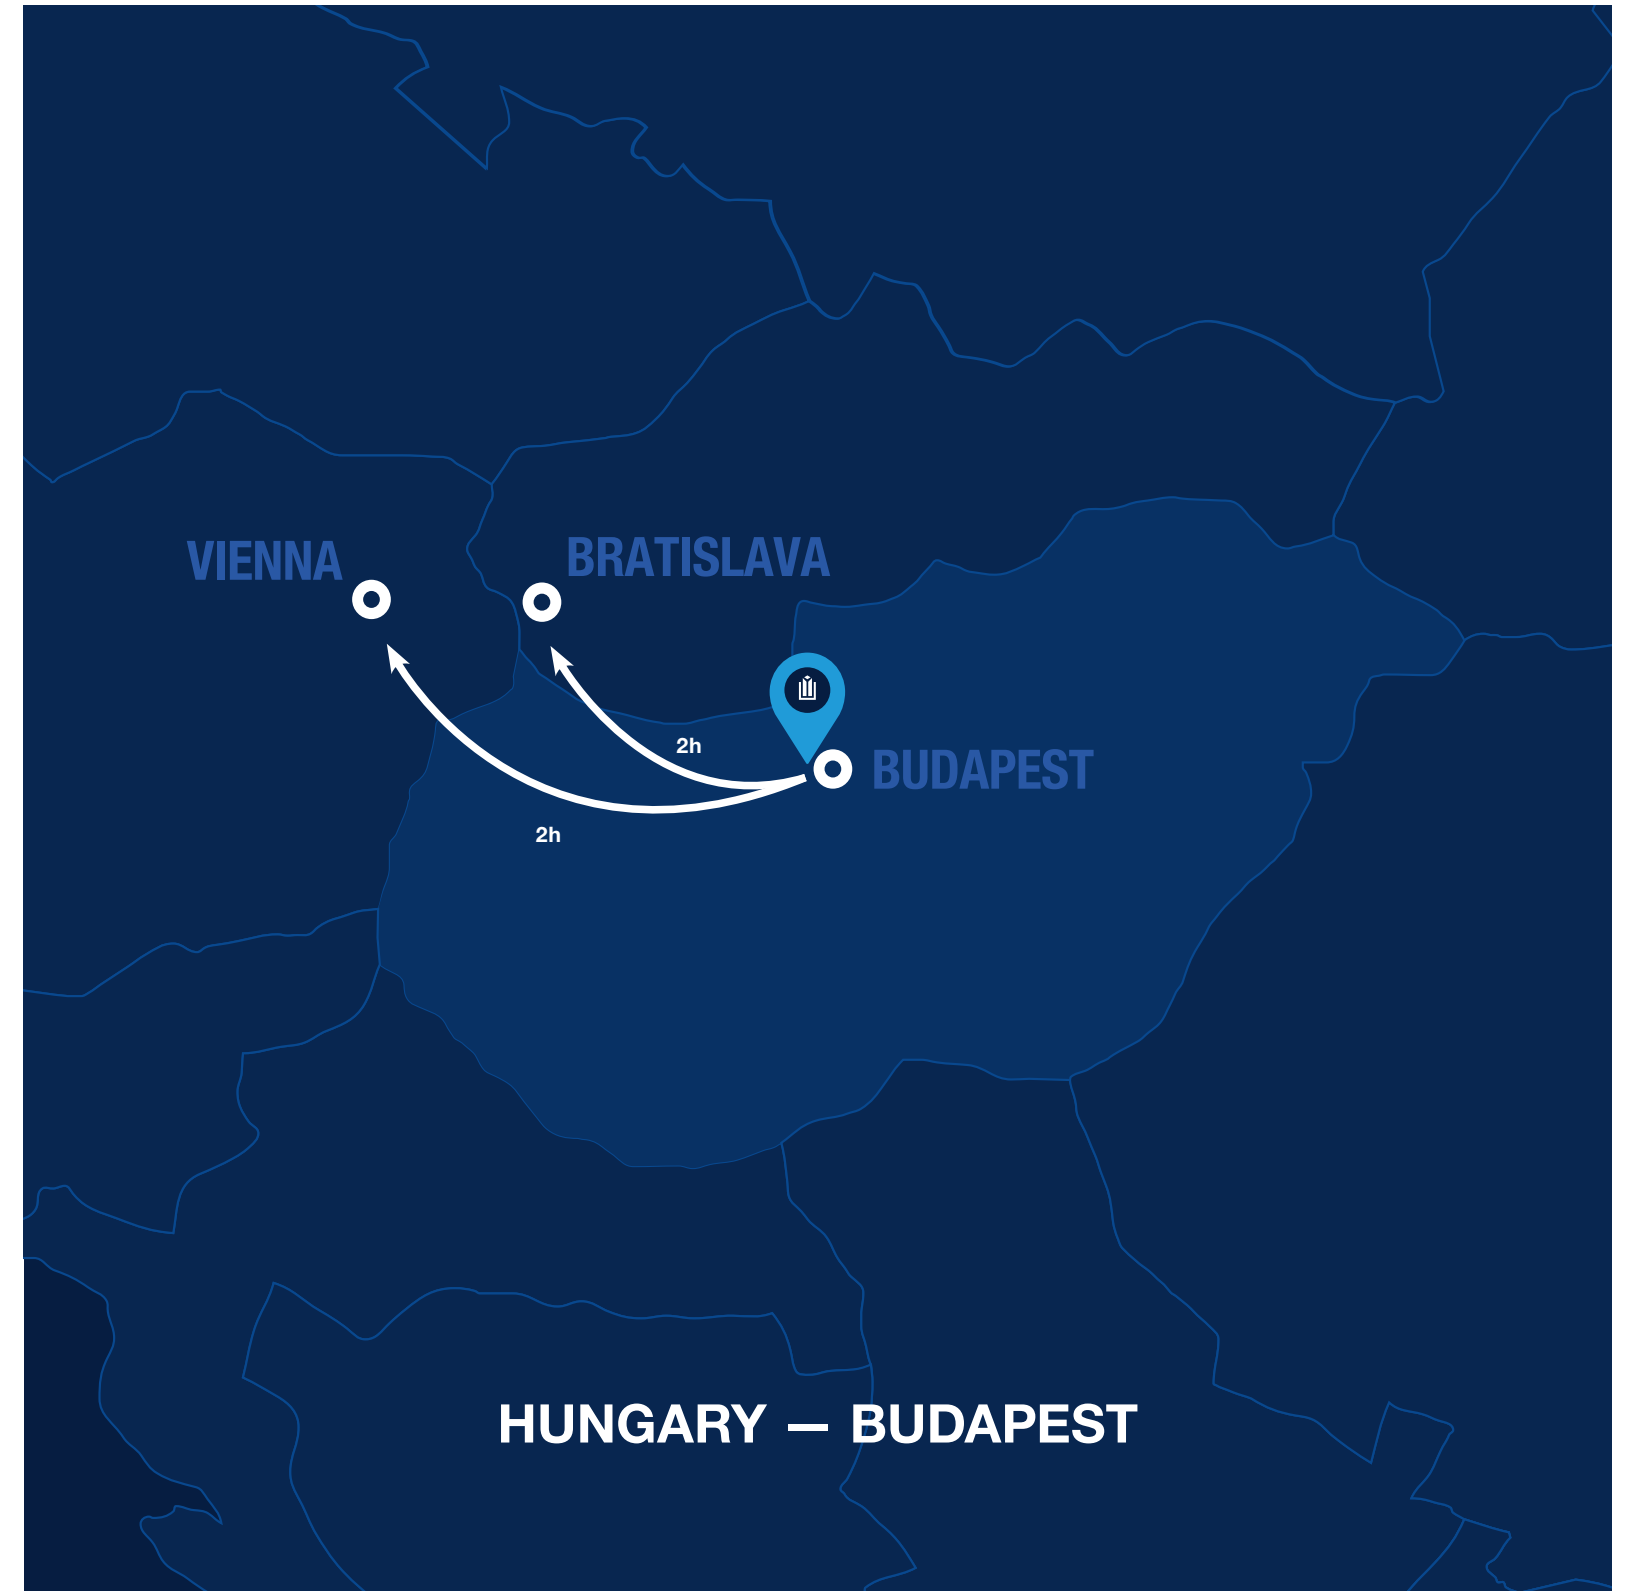 VIENNA
BRATISLAVA
2h
BUDAPEST
2h
HUNGARY — BUDAPEST